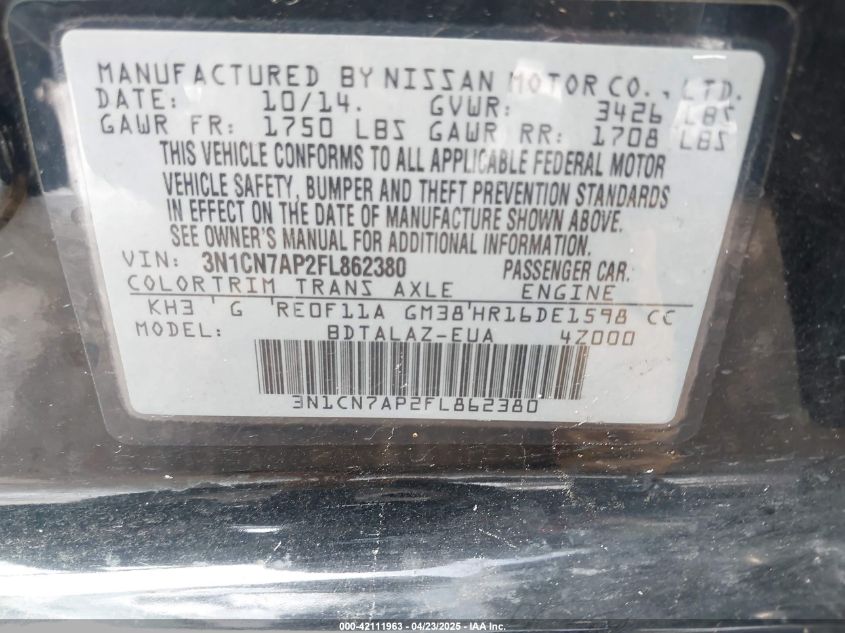 MANUFACTURED BY NISSAN MOTOR CO., LTD.
DATE: 10/14. GVWR: 3426 LBS
GAWR FR: 1750 LBS GAWR RR: 1708 LBS
THIS VEHICLE CONFORMS TO ALL APPLICABLE FEDERAL MOTOR
VEHICLE SAFETY, BUMPER AND THEFT PREVENTION STANDARDS
IN EFFECT ON THE DATE OF MANUFACTURE SHOWN ABOVE.
SEE OWNER'S MANUAL FOR ADDITIONAL INFORMATION.
VIN: 3N1CN7AP2FL862380 PASSENGER CAR.
COLOR TRIM TRANS AXLE ENGINE
KH3 G RE0F11A GM38 HR16DE1598 CC
MODEL: BDTALAZ-EUA 4Z000
3N1CN7AP2FL862380
000-42111963 - 04/23/2025 - IAA Inc.